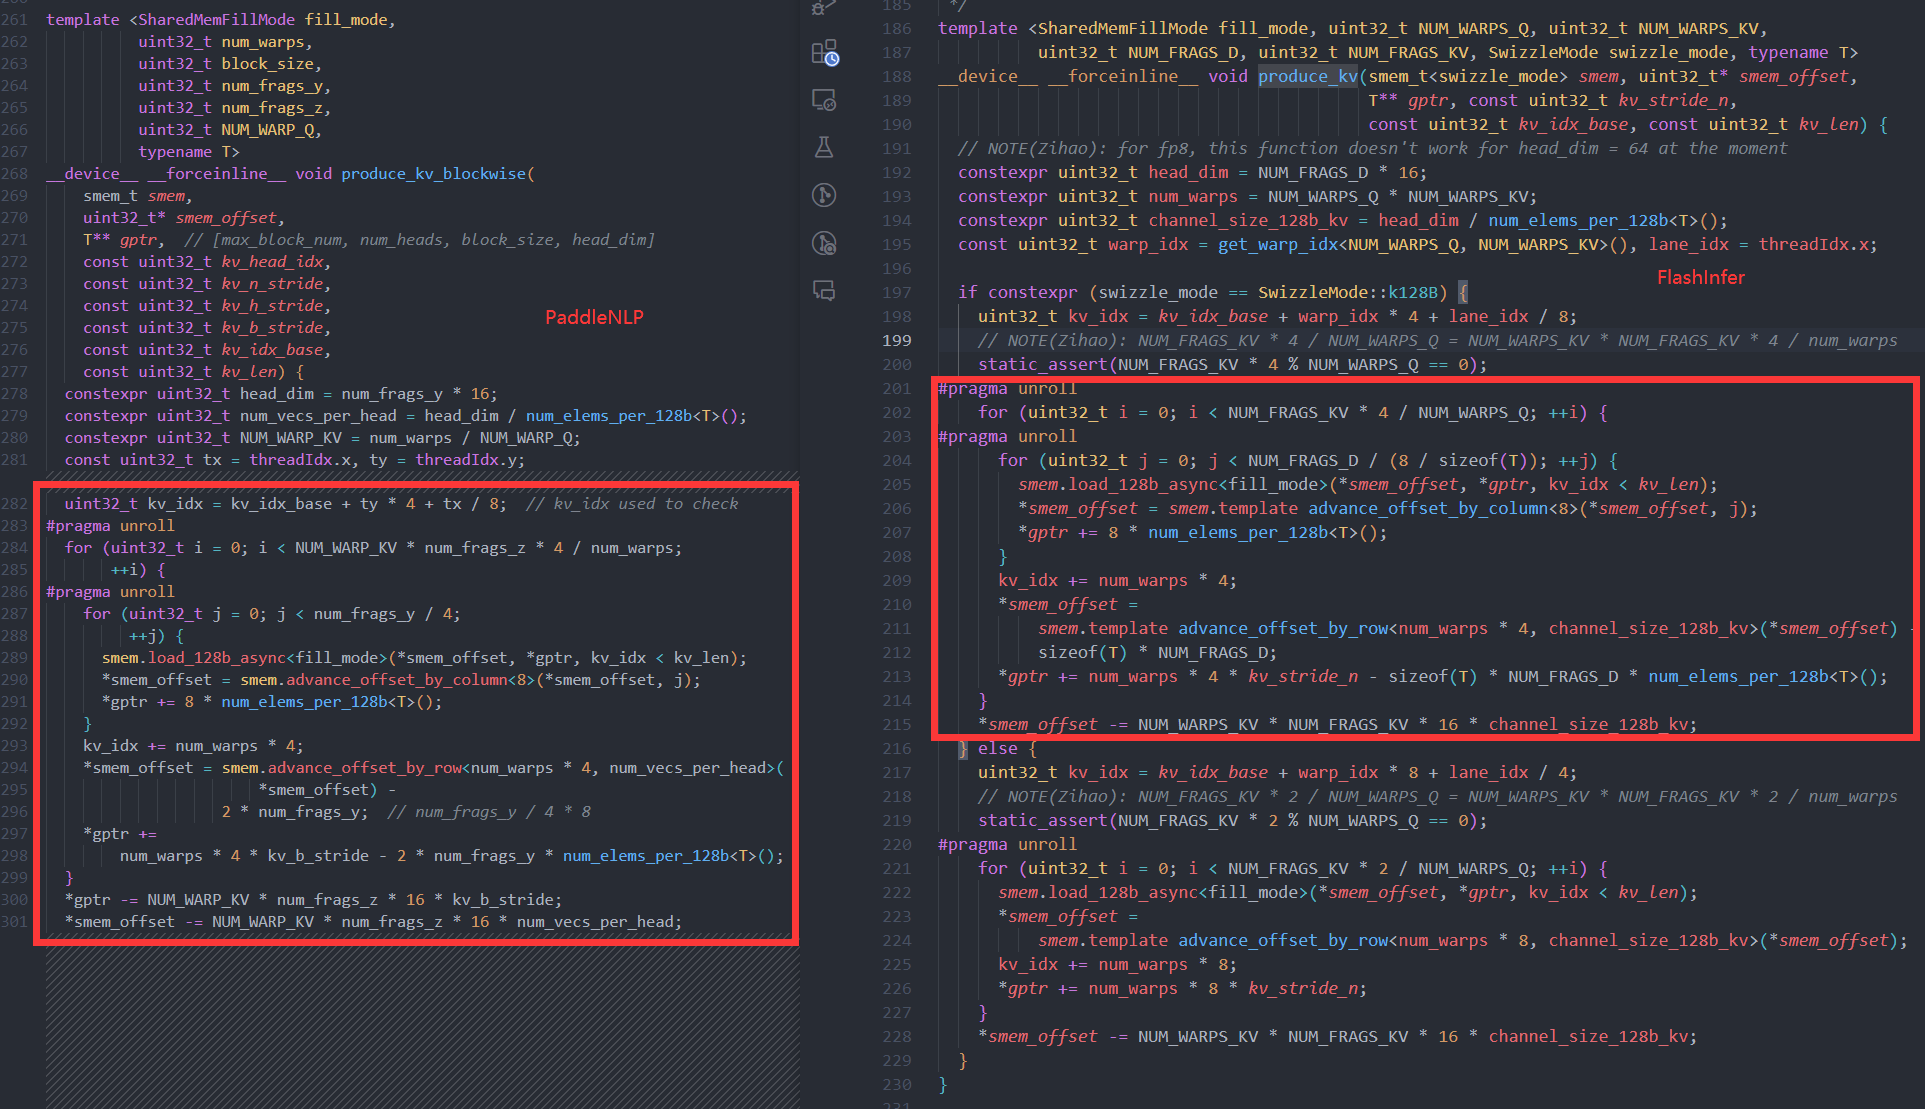 261 template <SharedMemFillMode fill_mode,
262 uint32_t num_warps,
263 uint32_t block_size,
264 uint32_t num_frags_y,
265 uint32_t num_frags_z,
266 uint32_t NUM_WARP_Q,
267 typename T>
268 __device__ __forceinline__ void produce_kv_blockwise(
269 smem_t smem,
270 uint32_t* smem_offset,
271 T** gptr, // [max_block_num, num_heads, block_size, head_dim]
272 const uint32_t kv_head_idx,
273 const uint32_t kv_n_stride,
274 const uint32_t kv_h_stride,
275 const uint32_t kv_b_stride,
276 const uint32_t kv_idx_base,
277 const uint32_t kv_len) {
278 constexpr uint32_t head_dim = num_frags_y * 16;
279 constexpr uint32_t num_vecs_per_head = head_dim / num_elems_per_128b<T>();
280 constexpr uint32_t NUM_WARP_KV = num_warps / NUM_WARP_Q;
281 const uint32_t tx = threadIdx.x, ty = threadIdx.y;
282 uint32_t kv_idx = kv_idx_base + ty * 4 + tx / 8; // kv_idx used to check
283 #pragma unroll
284 for (uint32_t i = 0; i < NUM_WARP_KV * num_frags_z * 4 / num_warps;
285 ++i) {
286 #pragma unroll
287 for (uint32_t j = 0; j < num_frags_y / 4;
288 ++j) {
289 smem.load_128b_async<fill_mode>(*smem_offset, *gptr, kv_idx < kv_len);
290 *smem_offset = smem.advance_offset_by_column<8>(*smem_offset, j);
291 *gptr += 8 * num_elems_per_128b<T>();
292 }
293 kv_idx += num_warps * 4;
294 *smem_offset = smem.advance_offset_by_row<num_warps * 4, num_vecs_per_head>(
295 *smem_offset) -
296 2 * num_frags_y; // num_frags_y / 4 * 8
297 *gptr +=
298 num_warps * 4 * kv_b_stride - 2 * num_frags_y * num_elems_per_128b<T>();
299 }
300 *gptr -= NUM_WARP_KV * num_frags_z * 16 * kv_b_stride;
301 *smem_offset -= NUM_WARP_KV * num_frags_z * 16 * num_vecs_per_head;
PaddleNLP
185 */
186 template <SharedMemFillMode fill_mode, uint32_t NUM_WARPS_Q, uint32_t NUM_WARPS_KV,
187 uint32_t NUM_FRAGS_D, uint32_t NUM_FRAGS_KV, SwizzleMode swizzle_mode, typename T>
188 __device__ __forceinline__ void produce_kv(smem_t<swizzle_mode> smem, uint32_t* smem_offset,
189 T** gptr, const uint32_t kv_stride_n,
190 const uint32_t kv_idx_base, const uint32_t kv_len) {
191 // NOTE(Zihao): for fp8, this function doesn't work for head_dim = 64 at the moment
192 constexpr uint32_t head_dim = NUM_FRAGS_D * 16;
193 constexpr uint32_t num_warps = NUM_WARPS_Q * NUM_WARPS_KV;
194 constexpr uint32_t channel_size_128b_kv = head_dim / num_elems_per_128b<T>();
195 const uint32_t warp_idx = get_warp_idx<NUM_WARPS_Q, NUM_WARPS_KV>(), lane_idx = threadIdx.x;
196
FlashInfer
197 if constexpr (swizzle_mode == SwizzleMode::k128B) {
198 uint32_t kv_idx = kv_idx_base + warp_idx * 4 + lane_idx / 8;
199 // NOTE(Zihao): NUM_FRAGS_KV * 4 / NUM_WARPS_Q = NUM_WARPS_KV * NUM_FRAGS_KV * 4 / num_warps
200 static_assert(NUM_FRAGS_KV * 4 % NUM_WARPS_Q == 0);
201 #pragma unroll
202 for (uint32_t i = 0; i < NUM_FRAGS_KV * 4 / NUM_WARPS_Q; ++i) {
203 #pragma unroll
204 for (uint32_t j = 0; j < NUM_FRAGS_D / (8 / sizeof(T)); ++j) {
205 smem.load_128b_async<fill_mode>(*smem_offset, *gptr, kv_idx < kv_len);
206 *smem_offset = smem.template advance_offset_by_column<8>(*smem_offset, j);
207 *gptr += 8 * num_elems_per_128b<T>();
208 }
209 kv_idx += num_warps * 4;
210 *smem_offset =
211 smem.template advance_offset_by_row<num_warps * 4, channel_size_128b_kv>(*smem_offset) -
212 sizeof(T) * NUM_FRAGS_D;
213 *gptr += num_warps * 4 * kv_stride_n - sizeof(T) * NUM_FRAGS_D * num_elems_per_128b<T>();
214 }
215 *smem_offset -= NUM_WARPS_KV * NUM_FRAGS_KV * 16 * channel_size_128b_kv;
216 } else {
217 uint32_t kv_idx = kv_idx_base + warp_idx * 8 + lane_idx / 4;
218 // NOTE(Zihao): NUM_FRAGS_KV * 2 / NUM_WARPS_Q = NUM_WARPS_KV * NUM_FRAGS_KV * 2 / num_warps
219 static_assert(NUM_FRAGS_KV * 2 % NUM_WARPS_Q == 0);
220 #pragma unroll
221 for (uint32_t i = 0; i < NUM_FRAGS_KV * 2 / NUM_WARPS_Q; ++i) {
222 smem.load_128b_async<fill_mode>(*smem_offset, *gptr, kv_idx < kv_len);
223 *smem_offset =
224 smem.template advance_offset_by_row<num_warps * 8, channel_size_128b_kv>(*smem_offset);
225 kv_idx += num_warps * 8;
226 *gptr += num_warps * 8 * kv_stride_n;
227 }
228 *smem_offset -= NUM_WARPS_KV * NUM_FRAGS_KV * 16 * channel_size_128b_kv;
229 }
230 }
231